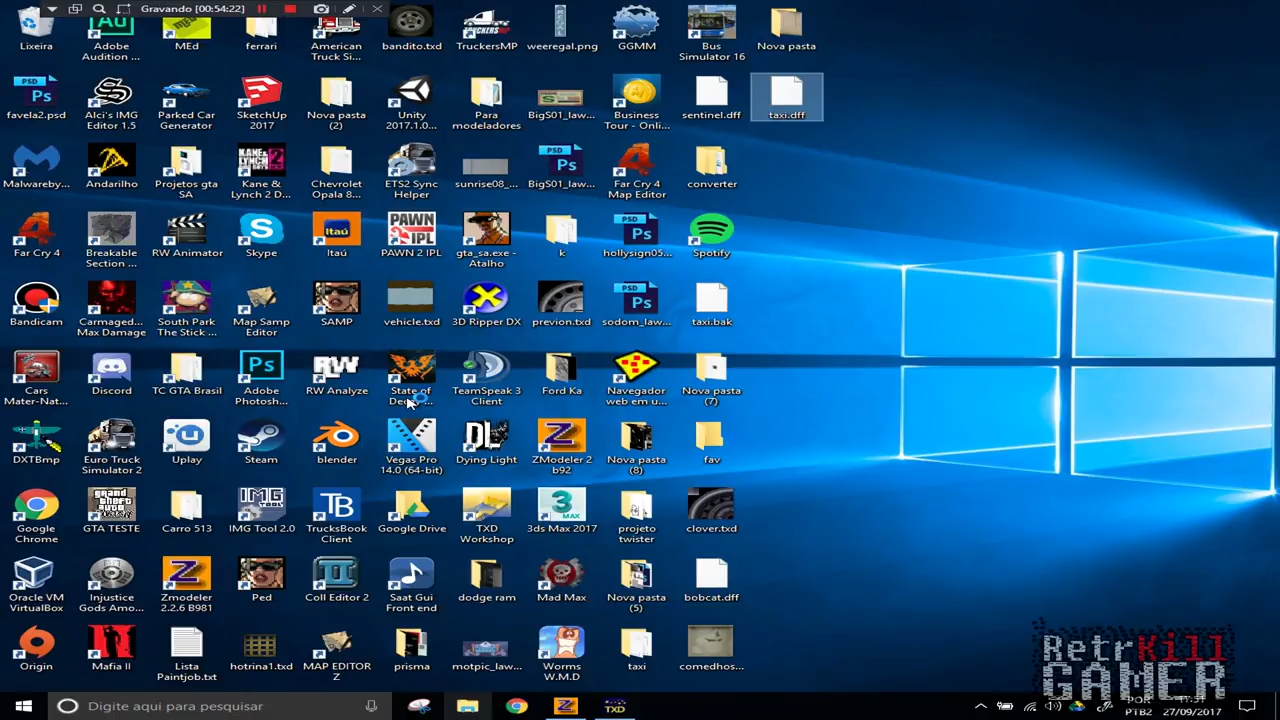 Gravando [00:54:22]
Lixeira
Adobe Audition ...
MEd
ferrari
American Truck Si...
bandito.txd
TruckersMP
weeregal.png
GGMM
Bus Simulator 16
Nova pasta
favela2.psd
Alci's IMG Editor 1.5
Parked Car Generator
SketchUp 2017
Nova pasta (2)
Unity 2017.1.0...
Para modeladores
BigS01_law...
Business Tour - Onli...
sentinel.dff
taxi.dff
Malwareby...
Andarilho
Projetos gta SA
Kane & Lynch 2 D...
Chevrolet Opala 8...
ETS2 Sync Helper
sunrise08_...
BigS01_law...
Far Cry 4 Map Editor
converter
Far Cry 4
Breakable Section ...
RW Animator
Skype
Itaú
PAWN 2 IPL
gta_sa.exe - Atalho
k
hollysign05...
Spotify
Bandicam
Carmaged... Max Damage
South Park The Stick ...
Map Samp Editor
SAMP
vehicle.txd
3D Ripper DX
previon.txd
sodom_law...
taxi.bak
Cars Mater-Nat...
Discord
TC GTA Brasil
Adobe Photosh...
RW Analyze
State of Decay...
TeamSpeak 3 Client
Ford Ka
Navegador web em u...
Nova pasta (7)
DXTBmp
Euro Truck Simulator 2
Uplay
Steam
blender
Vegas Pro 14.0 (64-bit)
Dying Light
ZModeler 2 b92
Nova pasta (8)
fav
Google Chrome
GTA TESTE
Carro 513
IMG Tool 2.0
TrucksBook Client
Google Drive
TXD Workshop
3ds Max 2017
projeto twister
clover.txd
Oracle VM VirtualBox
Injustice Gods Amo...
Zmodeler 2.2.6 B981
Ped
Coll Editor 2
Saat Gui Front end
dodge ram
Mad Max
Nova pasta (5)
bobcat.dff
Origin
Mafia II
Lista Paintjob.txt
hotrina1.txd
MAP EDITOR Z
prisma
motpic_law...
Worms W.M.D
taxi
comedhos...
RetrKill
GAMER
Digite aqui para pesquisar
TXD
POR 11:51
PTB2 27/09/2017